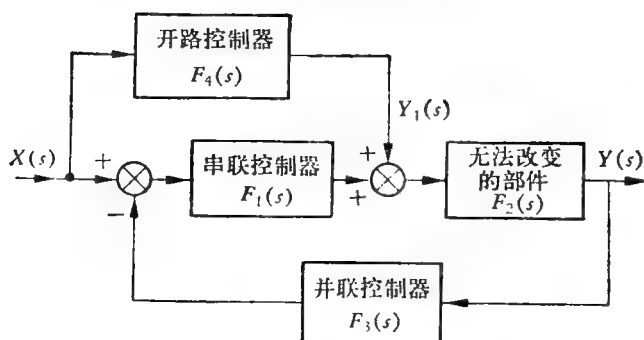 开路控制器
F₄(s)
Y₁(s)
X(s)
+
−
串联控制器
F₁(s)
+
+
无法改变
的部件
F₂(s)
Y(s)
并联控制器
F₃(s)